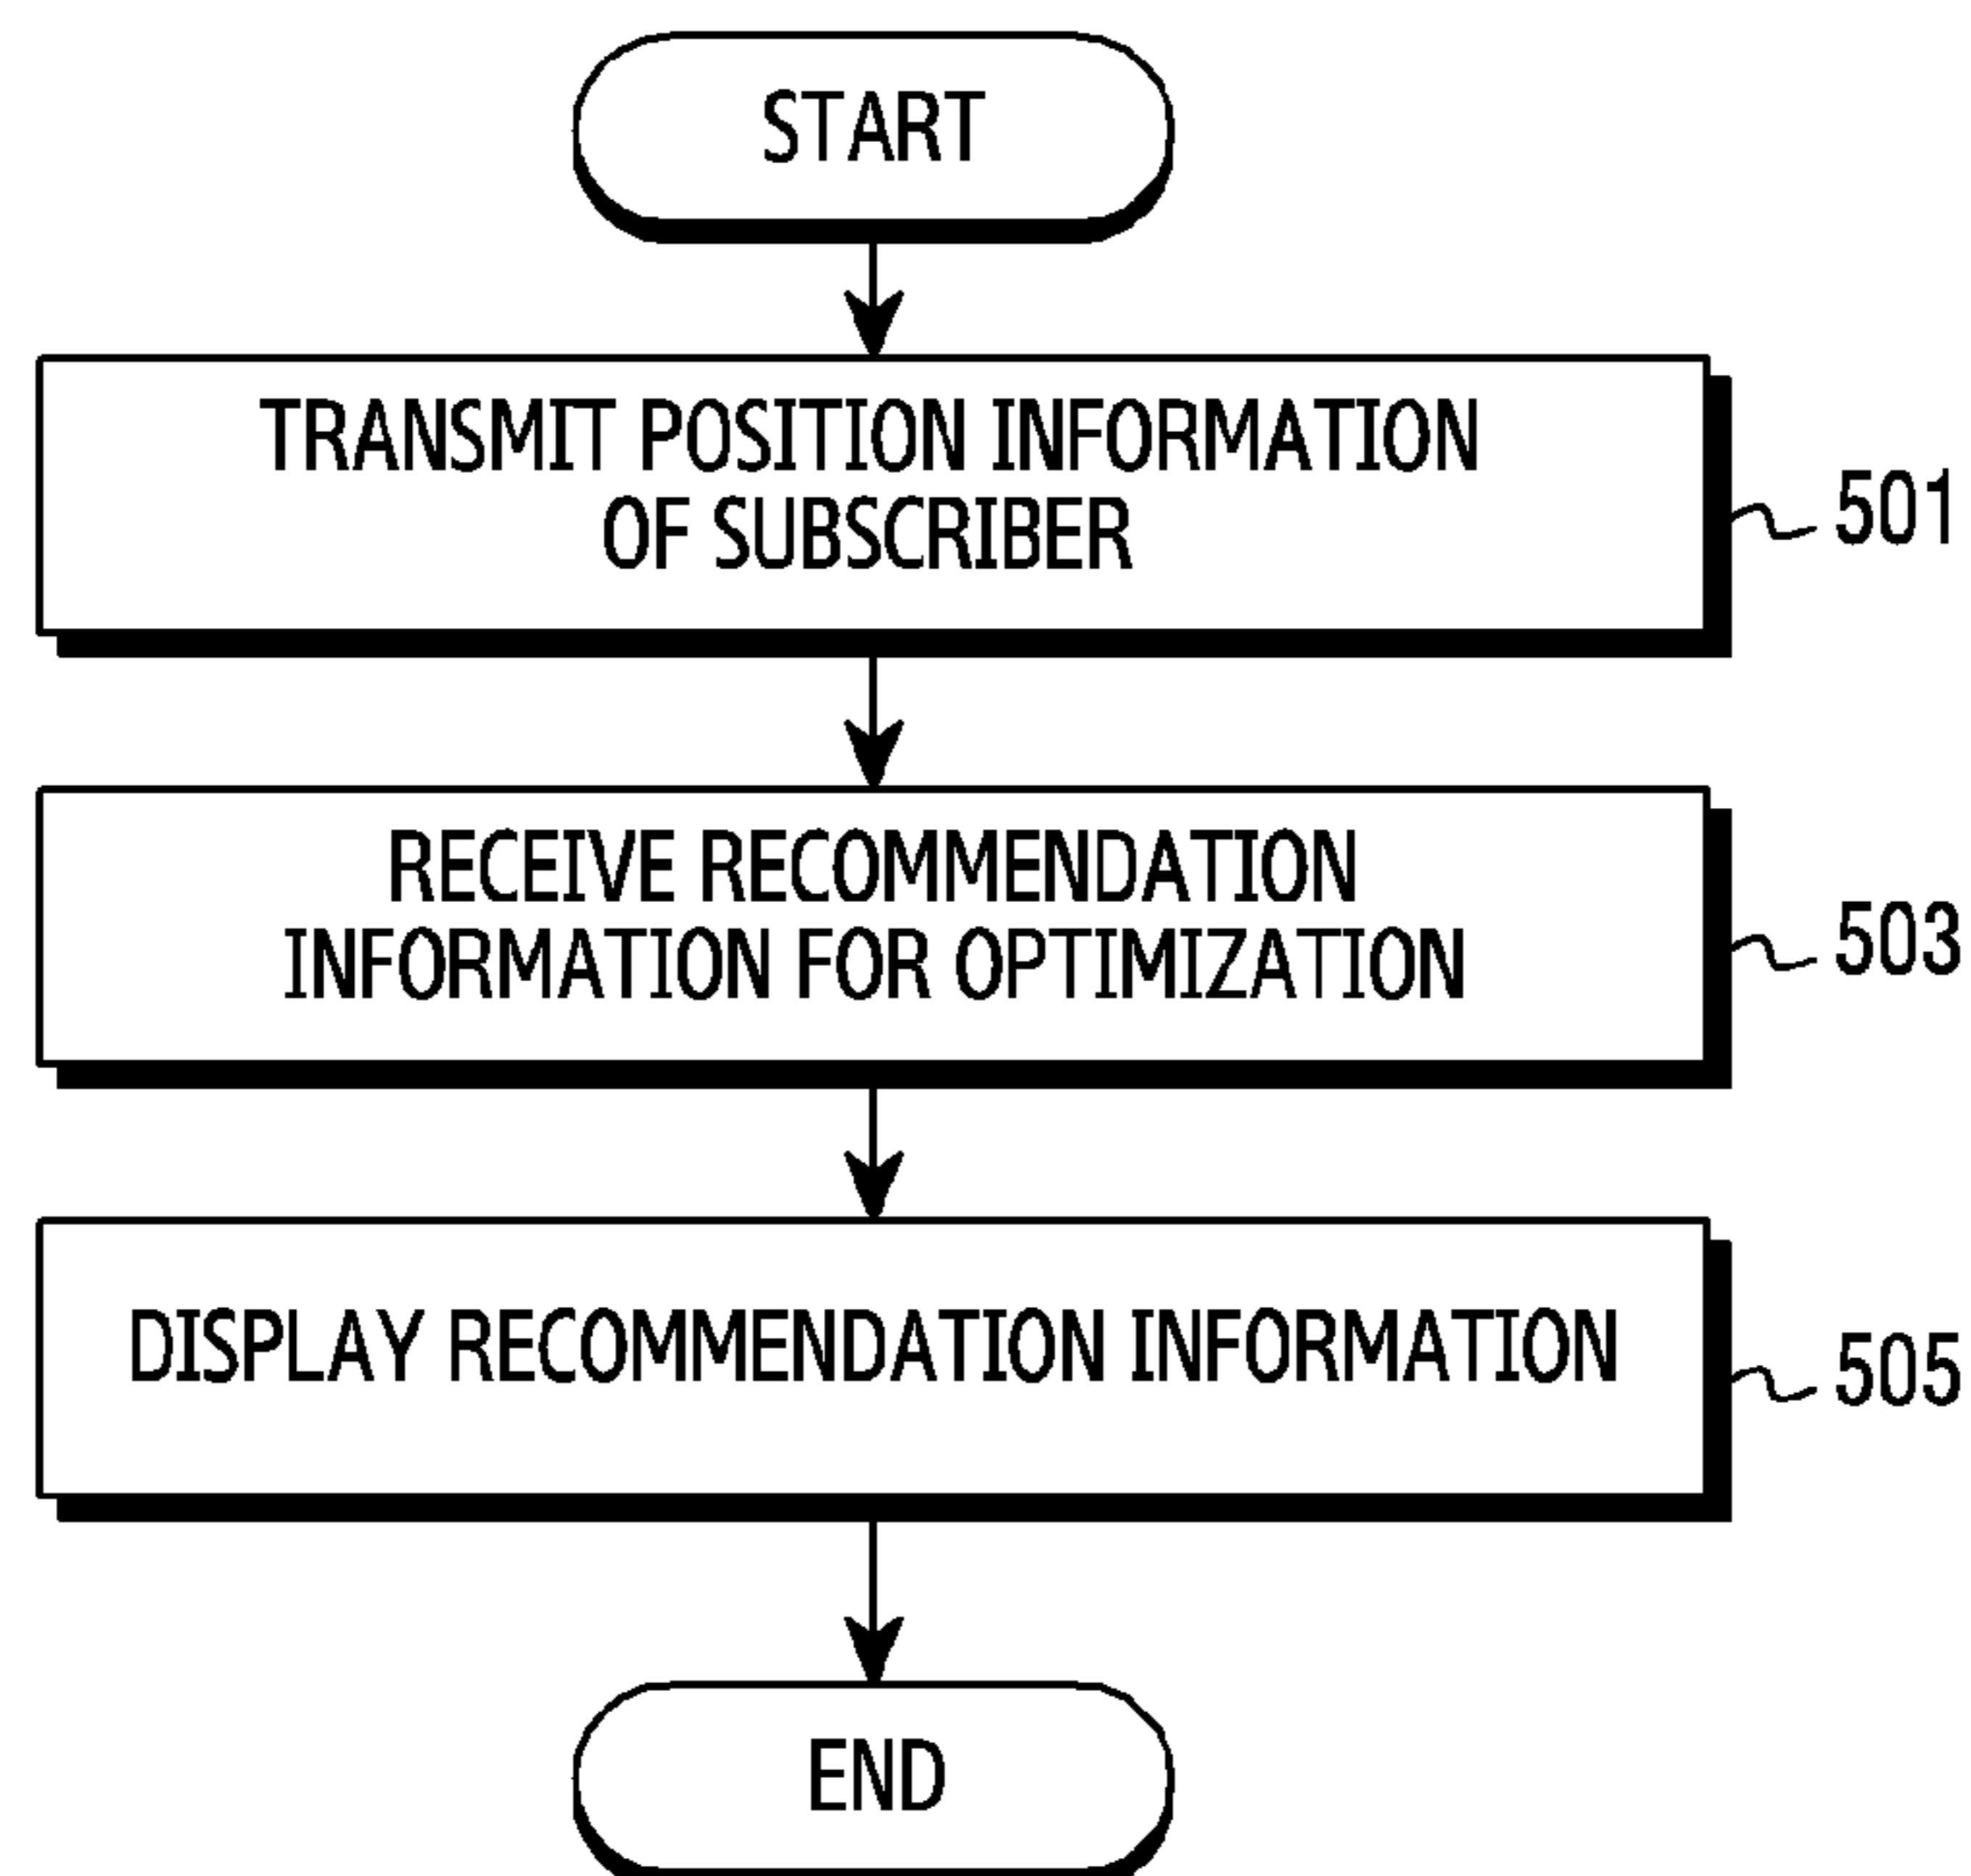 START
TRANSMIT POSITION INFORMATION
OF SUBSCRIBER
501
RECEIVE RECOMMENDATION
INFORMATION FOR OPTIMIZATION
503
DISPLAY RECOMMENDATION INFORMATION
505
END